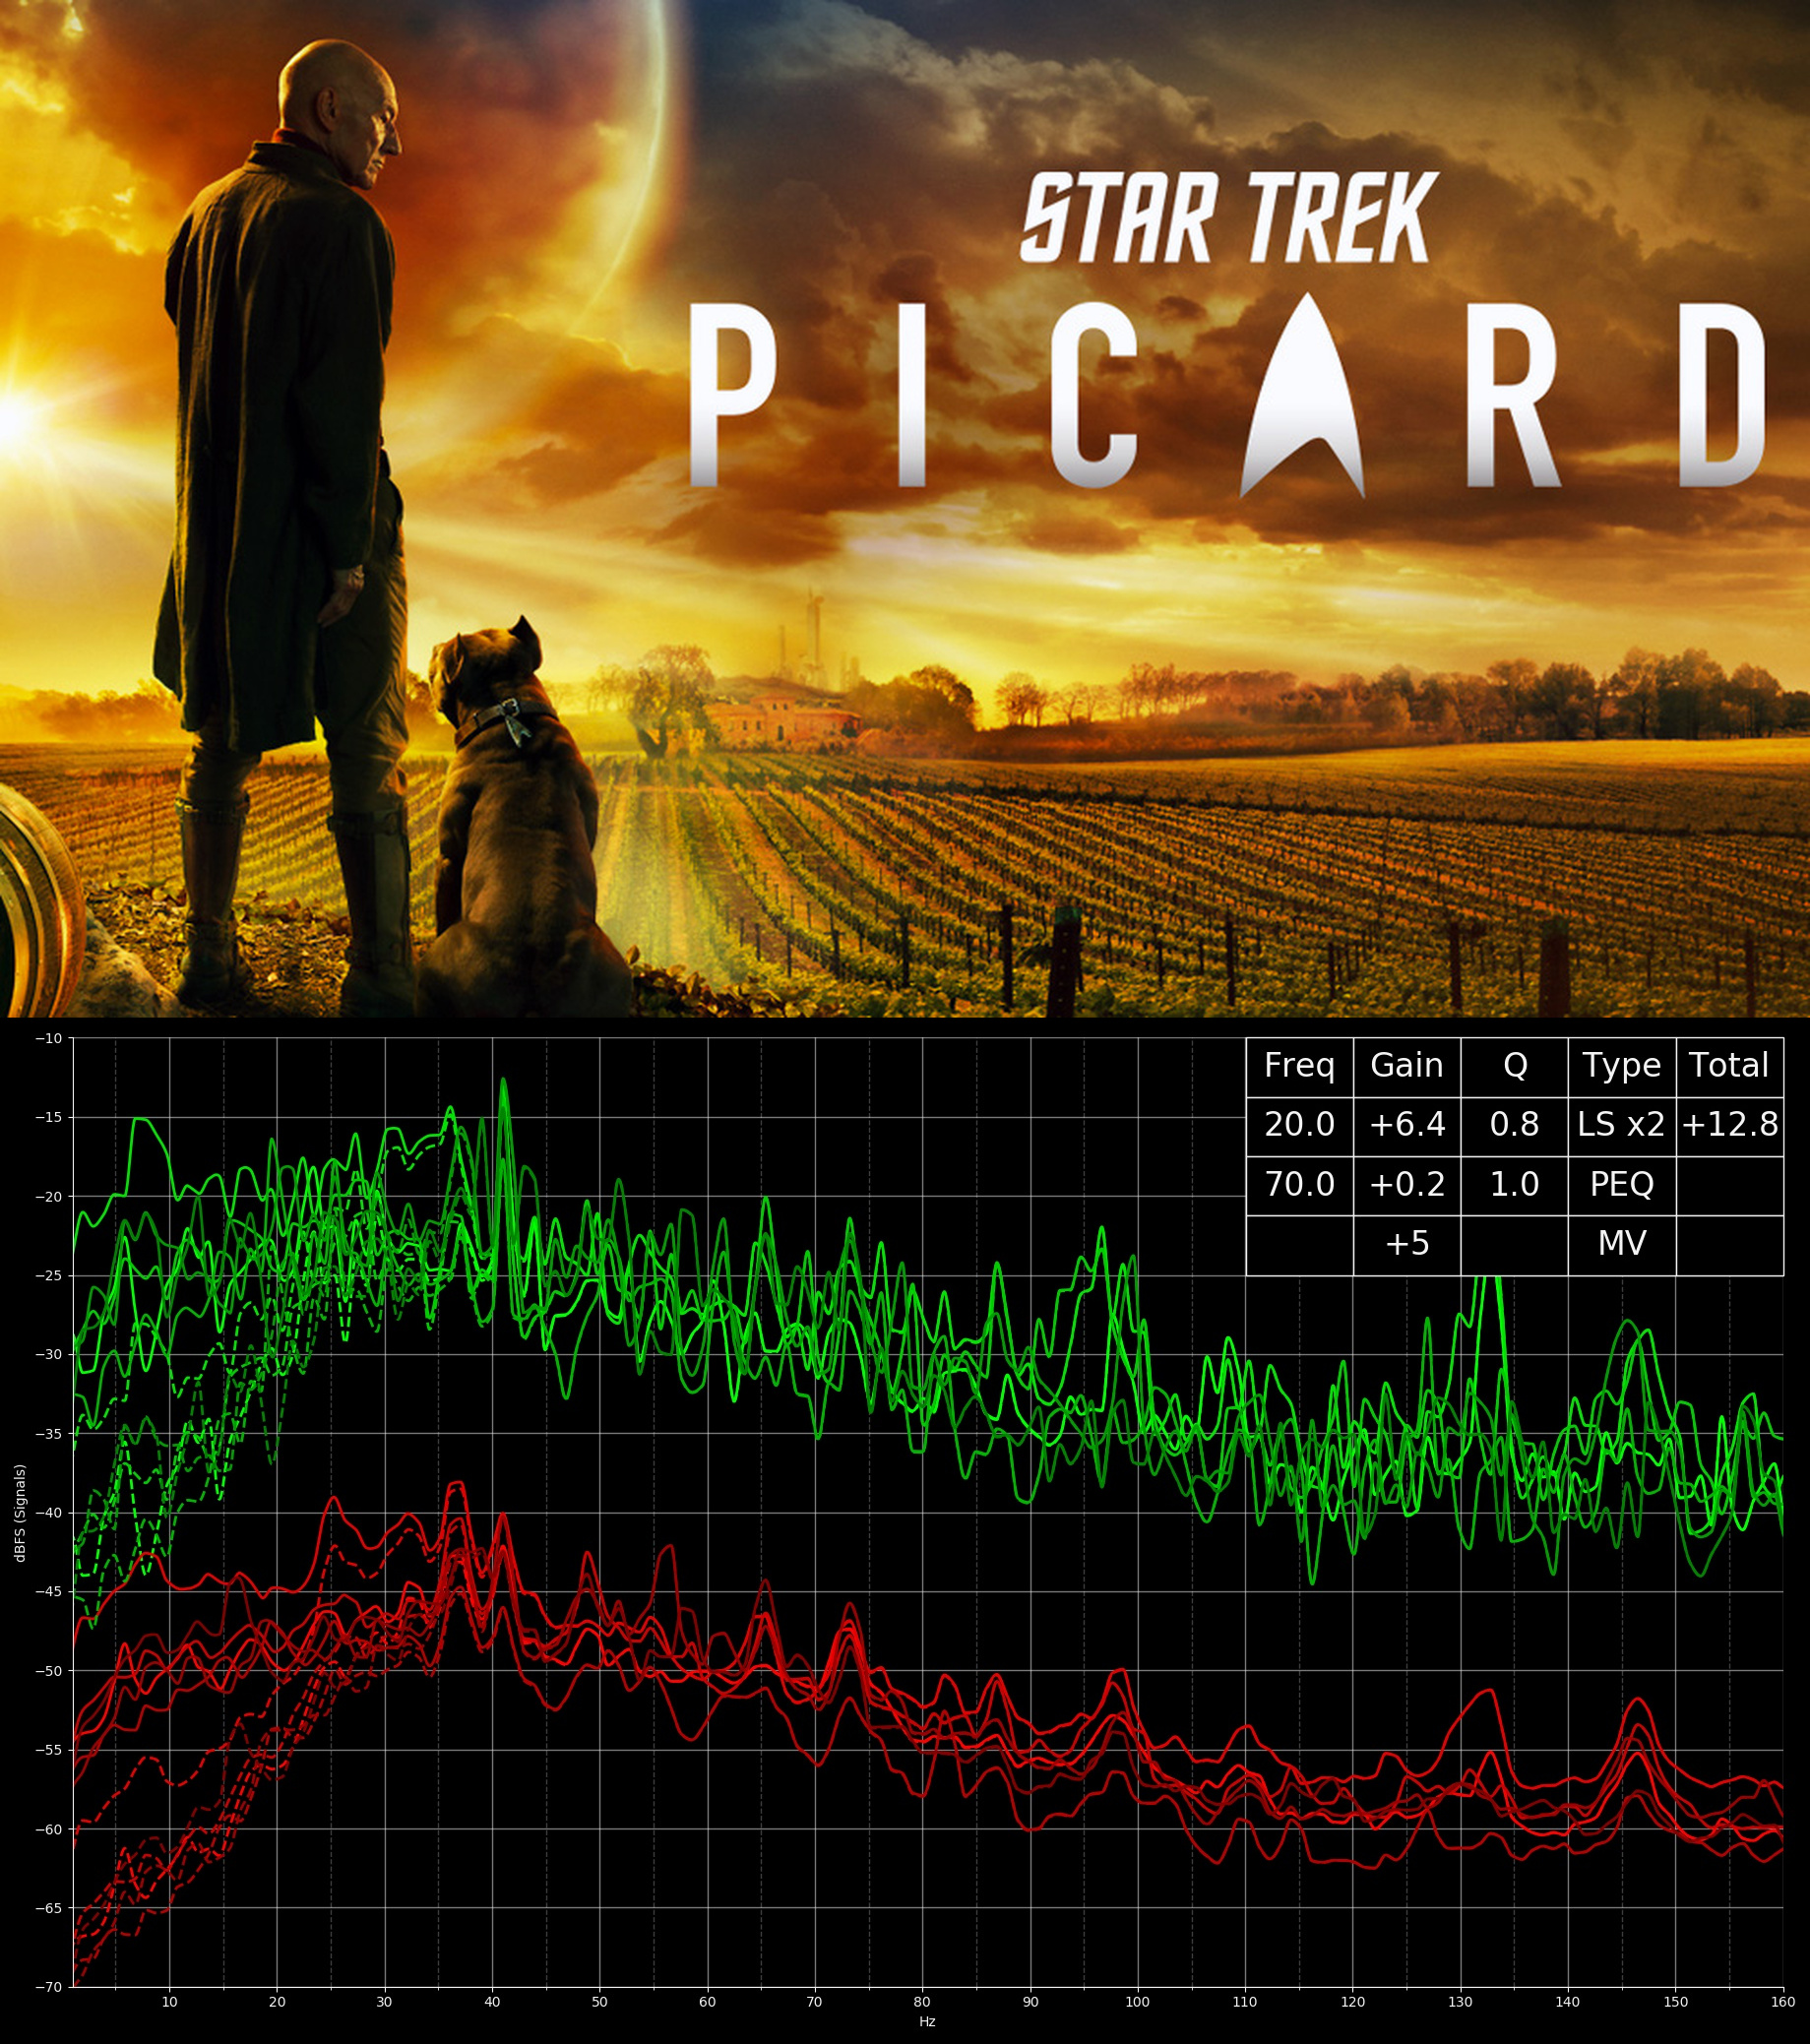 STAR TREK
PICARD
Freq Gain Q Type Total
20.0 +6.4 0.8 LS x2 +12.8
70.0 +0.2 1.0 PEQ
+5 MV
−10
−15
−20
−25
−30
−35
−40
−45
−50
−55
−60
−65
−70
dBFS (Signals)
10 20 30 40 50 60 70 80 90 100 110 120 130 140 150 160
Hz